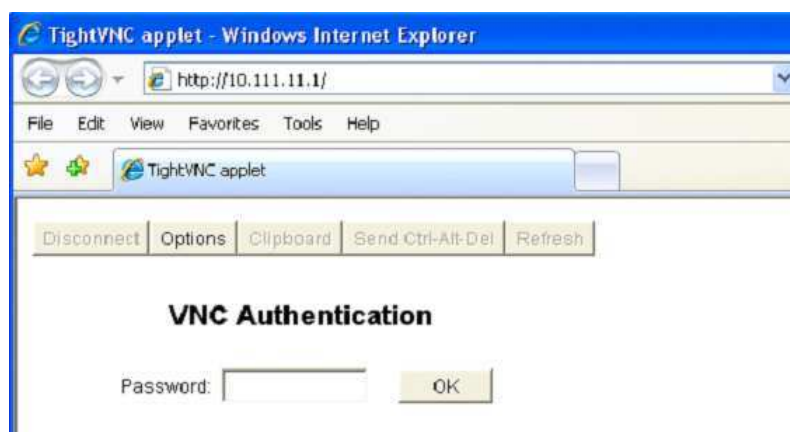 TightVNC applet - Windows Internet Explorer
http://10.111.11.1/
File Edit View Favorites Tools Help
TightVNC applet
Disconnect Options Clipboard Send Ctrl-Alt-Del Refresh
VNC Authentication
Password: OK